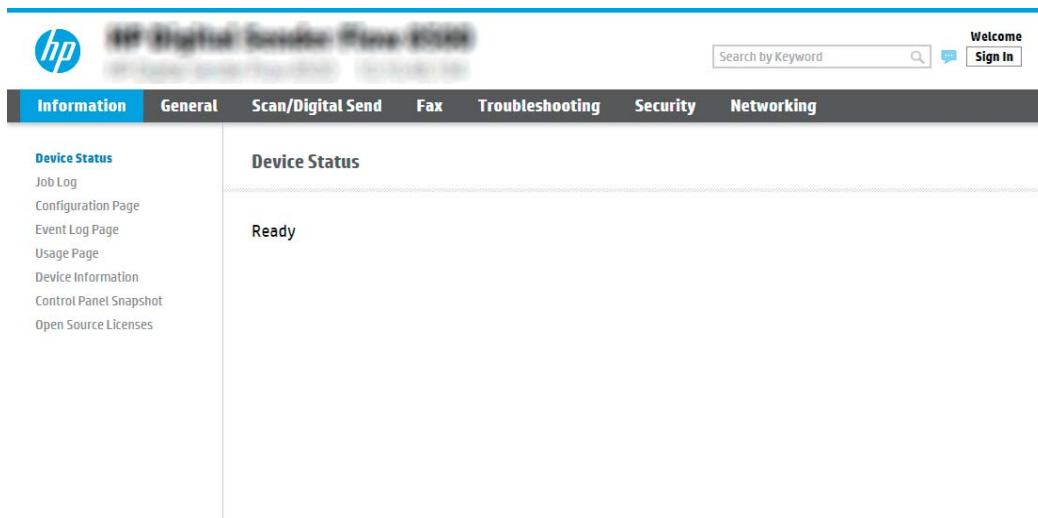 hp
Welcome
Search by Keyword
Sign In
Information General Scan/Digital Send Fax Troubleshooting Security Networking
Device Status
Job Log
Configuration Page
Event Log Page
Usage Page
Device Information
Control Panel Snapshot
Open Source Licenses
Device Status
Ready